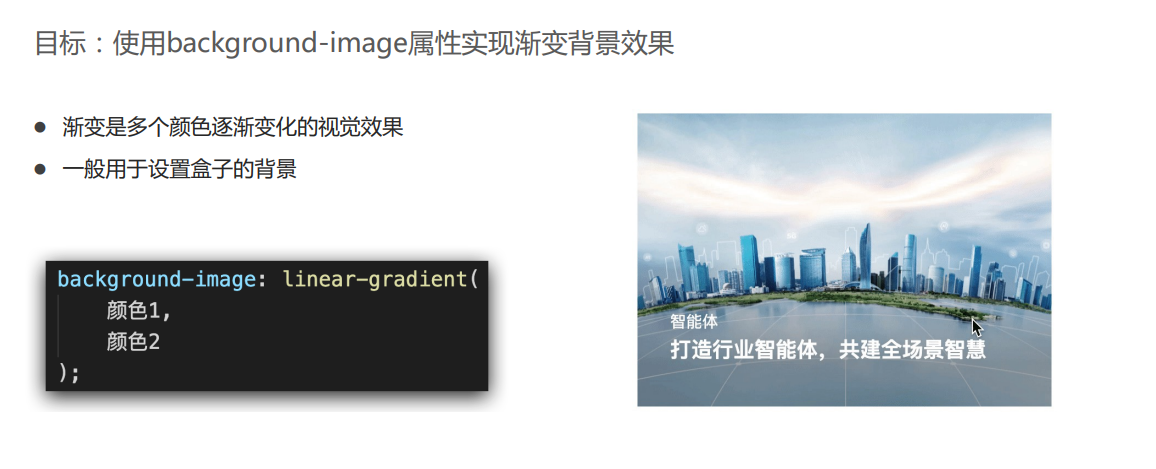 目标：使用background-image属性实现渐变背景效果
● 渐变是多个颜色逐渐变化的视觉效果
● 一般用于设置盒子的背景
background-image: linear-gradient(
颜色1,
颜色2
);
智能体
打造行业智能体，共建全场景智慧